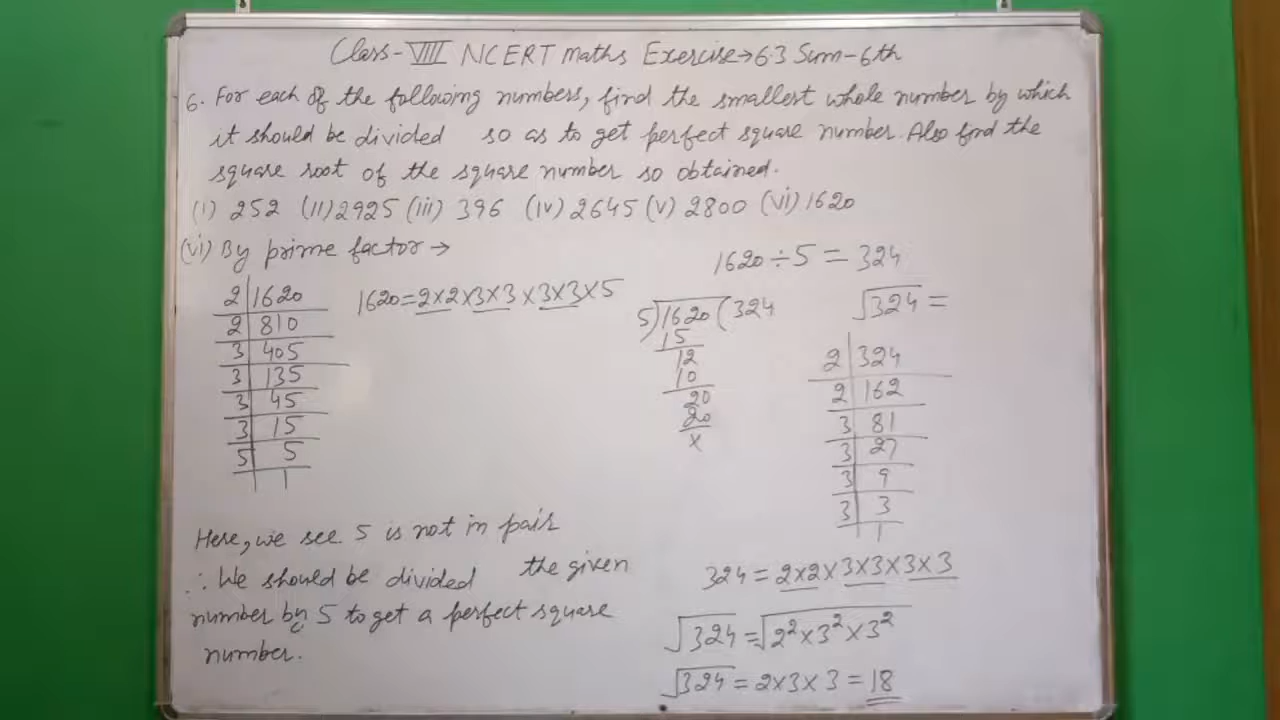 Class-VIII NCERT Maths Exercise→6.3 Sum-6th
6. For each of the following numbers, find the smallest whole number by which
it should be divided so as to get perfect square number. Also find the
square root of the square number so obtained.
(i) 252 (II) 2925 (iii) 396 (iv) 2645 (v) 2800 (vi) 1620
(vi) By prime factor →
2 | 1620
2 | 810
3 | 405
3 | 135
3 | 45
3 | 15
5 | 5
| 1
1620 = 2×2×3×3×3×3×5
Here, we see 5 is not in pair
∴ We should be divided the given
number by 5 to get a perfect square
number.
1620÷5 = 324
5)1620(324
15
12
10
20
20
x
√324 =
2 | 324
2 | 162
3 | 81
3 | 27
3 | 9
3 | 3
| 1
324 = 2×2×3×3×3×3
√324 = √2²×3²×3²
√324 = 2×3×3 = 18